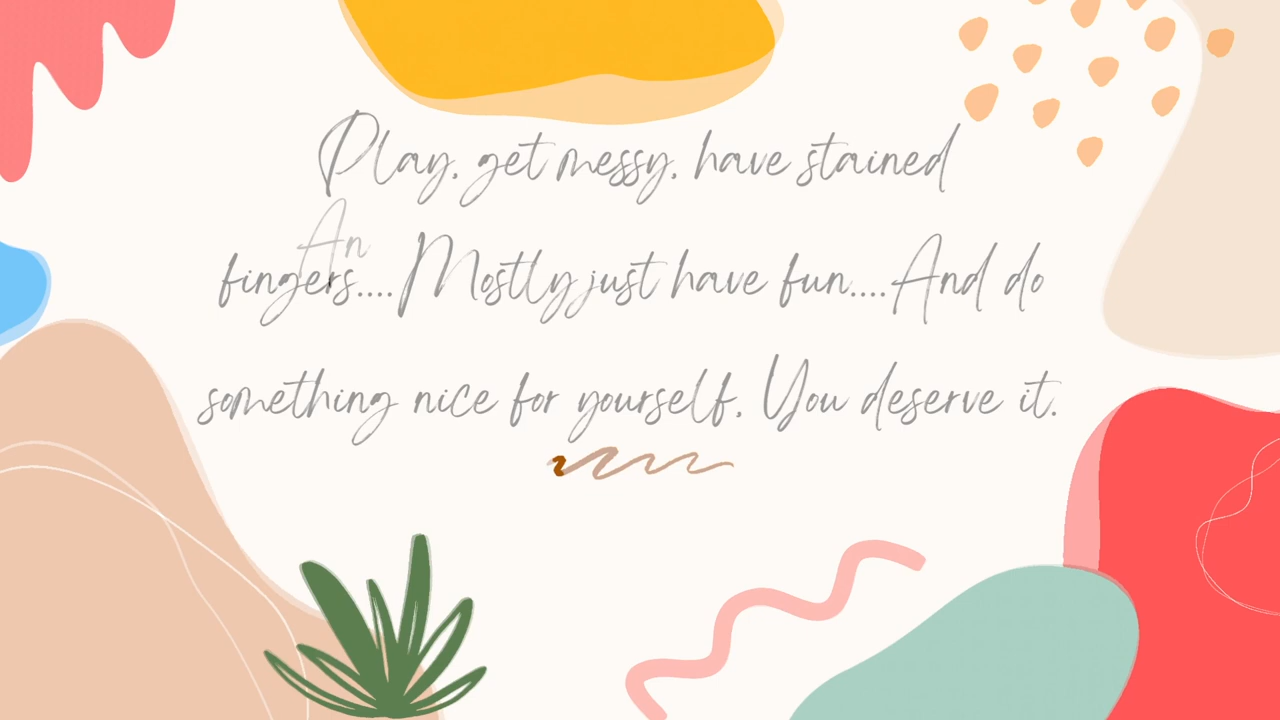 Play, get messy, have stained
An
fingers....Mostly just have fun....And do
something nice for yourself. You deserve it.